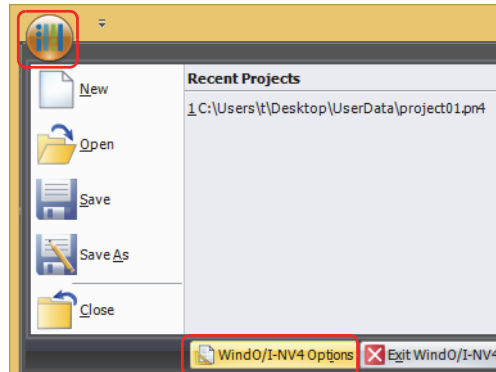 New
Recent Projects
1 C:\Users\t\Desktop\UserData\project01.pn4
Open
Save
Save As
Close
WindO/I-NV4 Options
Exit WindO/I-NV4